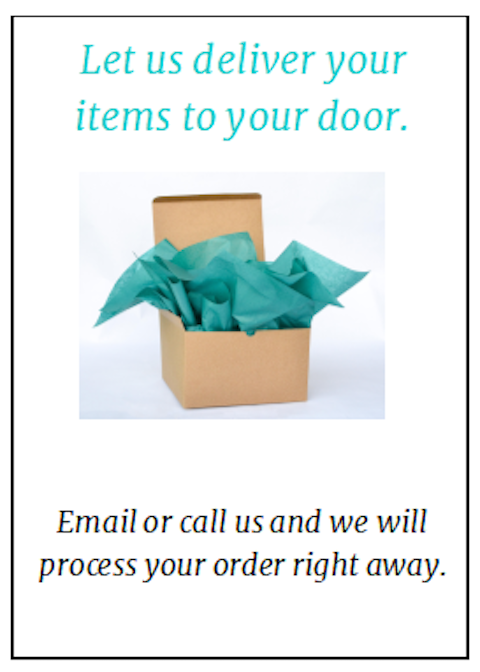 Let us deliver your
items to your door.
Email or call us and we will
process your order right away.